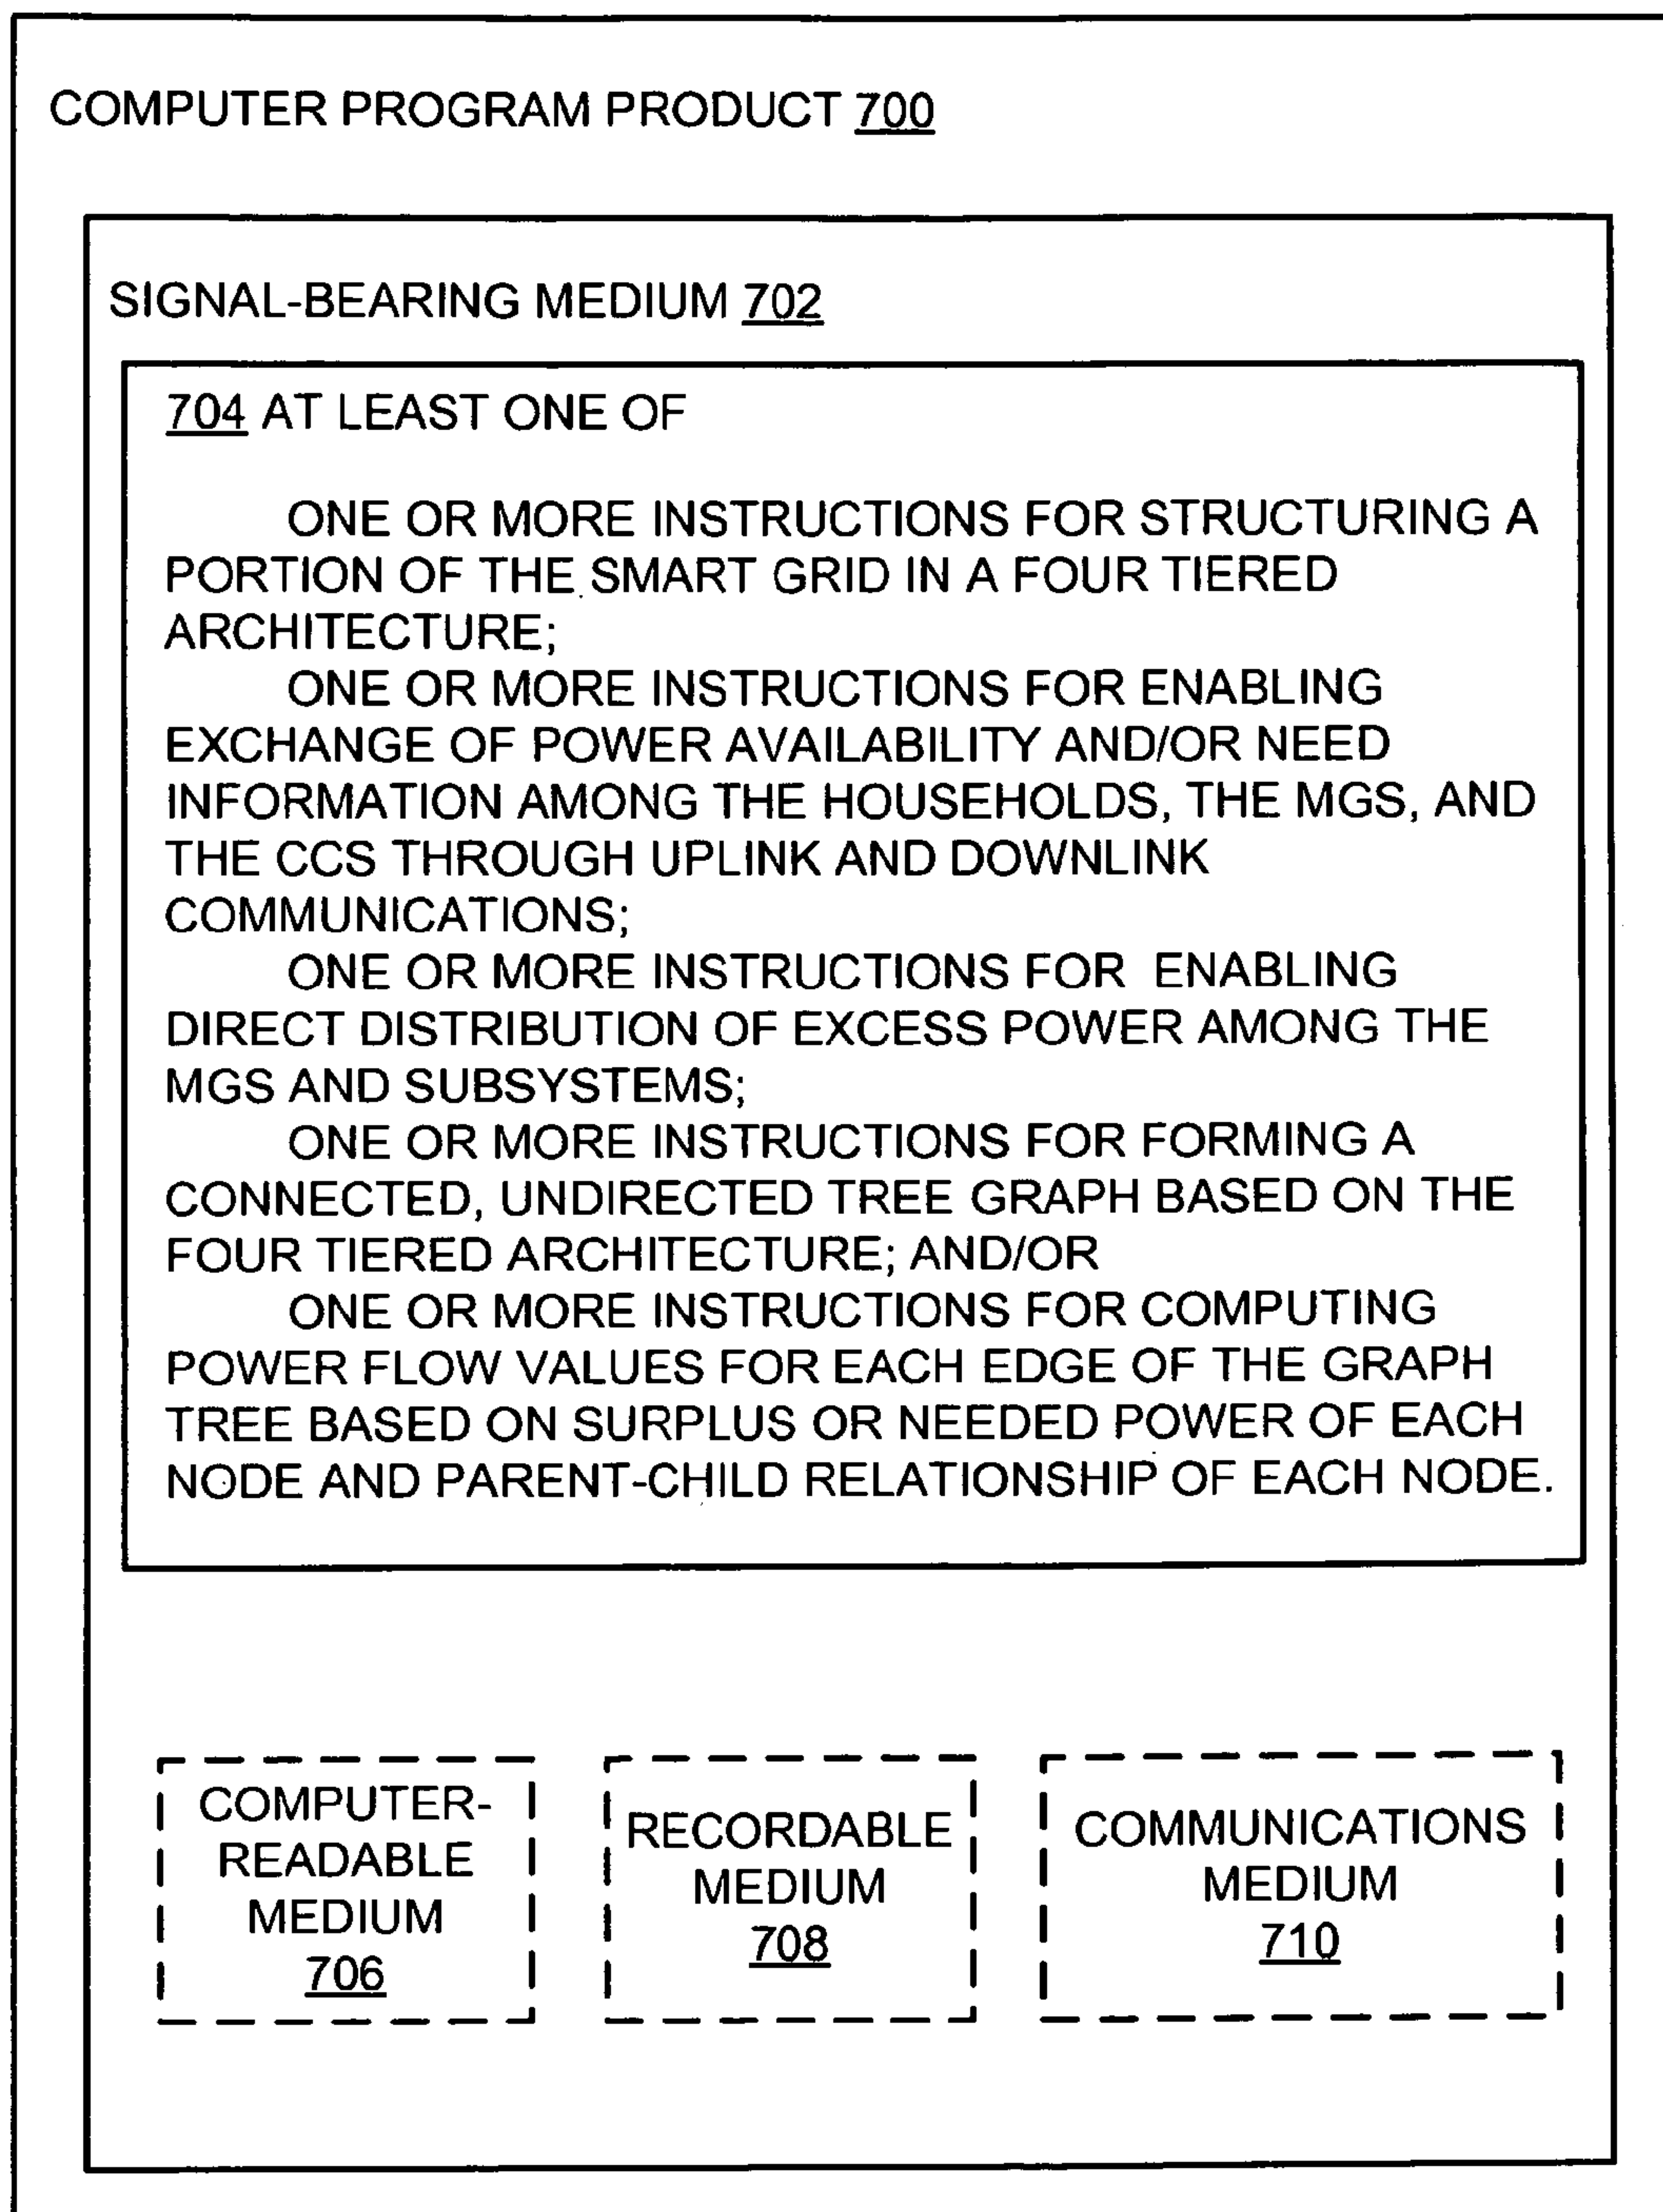 COMPUTER PROGRAM PRODUCT 700
SIGNAL-BEARING MEDIUM 702
704 AT LEAST ONE OF
ONE OR MORE INSTRUCTIONS FOR STRUCTURING A
PORTION OF THE SMART GRID IN A FOUR TIERED
ARCHITECTURE;
ONE OR MORE INSTRUCTIONS FOR ENABLING
EXCHANGE OF POWER AVAILABILITY AND/OR NEED
INFORMATION AMONG THE HOUSEHOLDS, THE MGS, AND
THE CCS THROUGH UPLINK AND DOWNLINK
COMMUNICATIONS;
ONE OR MORE INSTRUCTIONS FOR ENABLING
DIRECT DISTRIBUTION OF EXCESS POWER AMONG THE
MGS AND SUBSYSTEMS;
ONE OR MORE INSTRUCTIONS FOR FORMING A
CONNECTED, UNDIRECTED TREE GRAPH BASED ON THE
FOUR TIERED ARCHITECTURE; AND/OR
ONE OR MORE INSTRUCTIONS FOR COMPUTING
POWER FLOW VALUES FOR EACH EDGE OF THE GRAPH
TREE BASED ON SURPLUS OR NEEDED POWER OF EACH
NODE AND PARENT-CHILD RELATIONSHIP OF EACH NODE.
COMPUTER-
READABLE
MEDIUM
706
RECORDABLE
MEDIUM
708
COMMUNICATIONS
MEDIUM
710